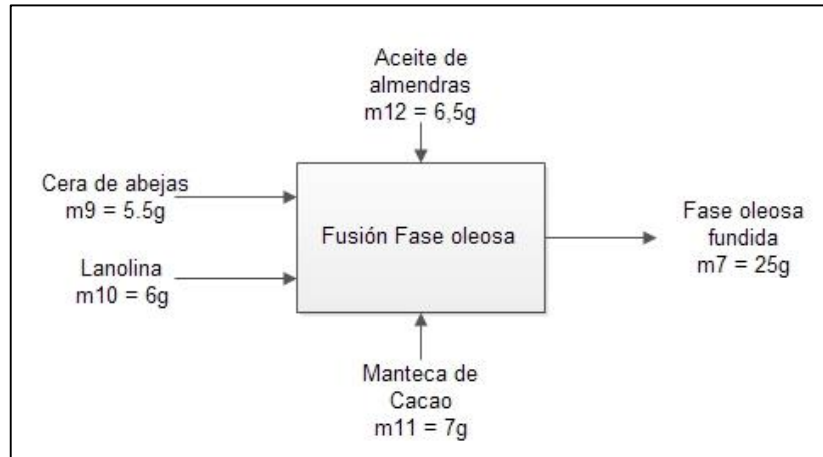 Aceite de
almendras
m12 = 6,5g
Cera de abejas
m9 = 5.5g
Fusión Fase oleosa
Fase oleosa
fundida
m7 = 25g
Lanolina
m10 = 6g
Manteca de
Cacao
m11 = 7g